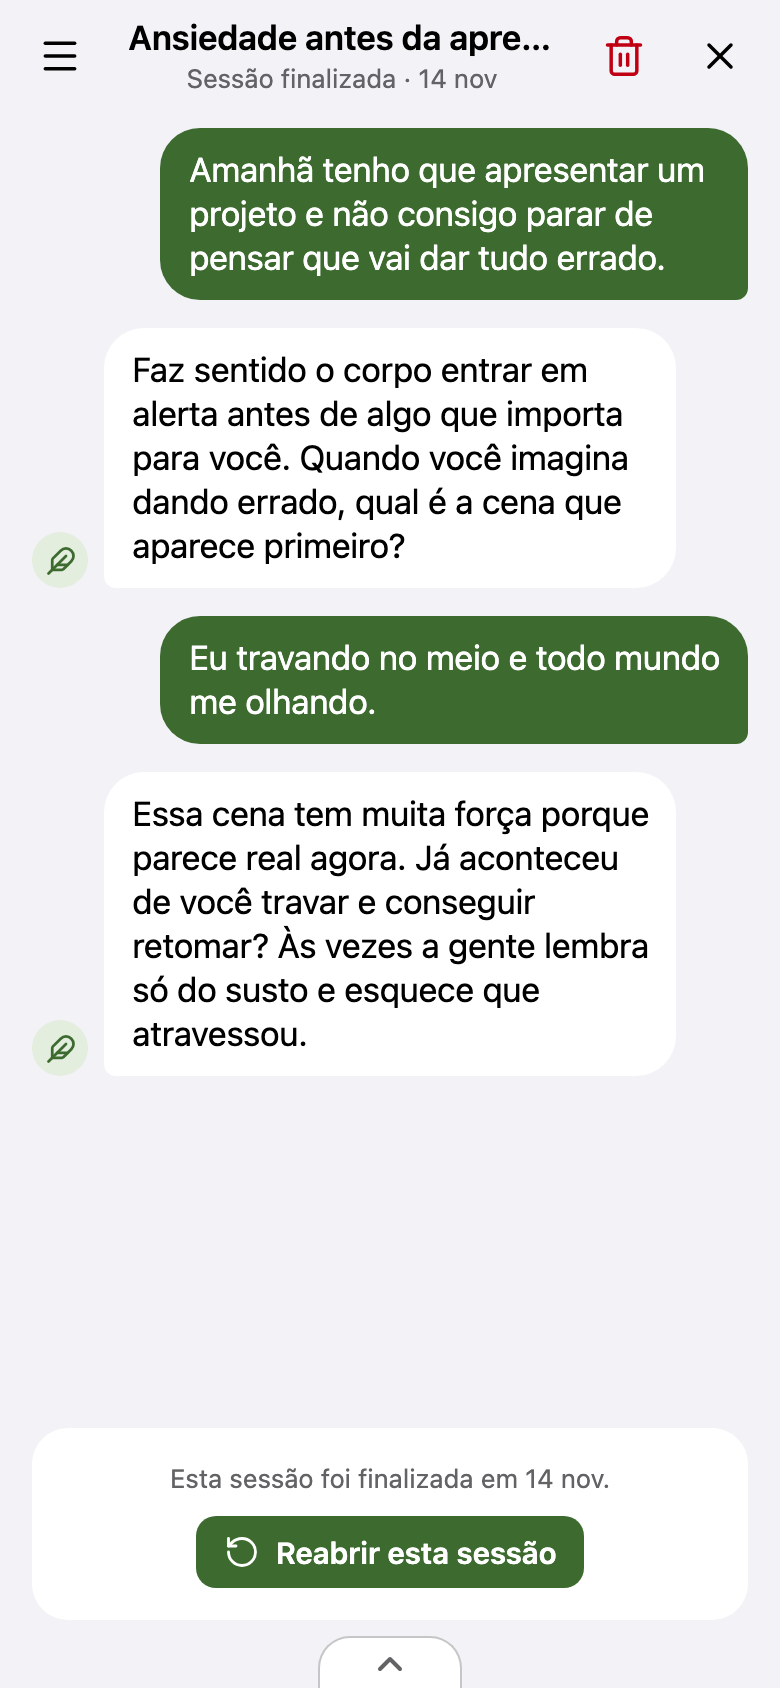 Ansiedade antes da apre...
Sessão finalizada · 14 nov
Amanhã tenho que apresentar um
projeto e não consigo parar de
pensar que vai dar tudo errado.
Faz sentido o corpo entrar em
alerta antes de algo que importa
para você. Quando você imagina
dando errado, qual é a cena que
aparece primeiro?
Eu travando no meio e todo mundo
me olhando.
Essa cena tem muita força porque
parece real agora. Já aconteceu
de você travar e conseguir
retomar? Às vezes a gente lembra
só do susto e esquece que
atravessou.
Esta sessão foi finalizada em 14 nov.
Reabrir esta sessão